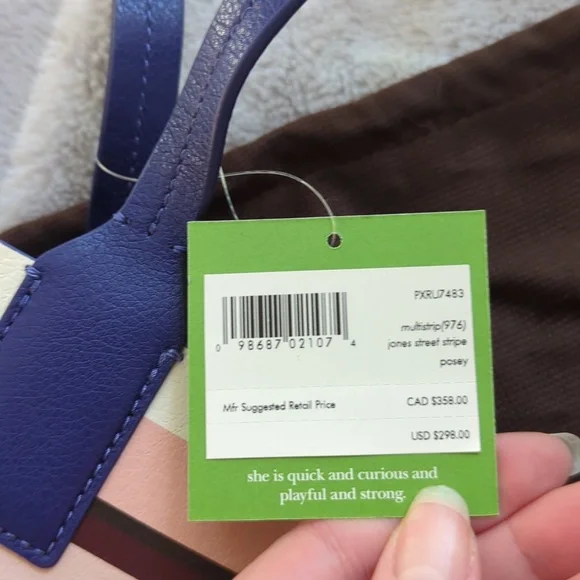 PXRU7483
0 98687 02107 4
multistrip(976)
jones street stripe
posey
Mfr Suggested Retail Price CAD $358.00
USD $298.00
she is quick and curious and
playful and strong.